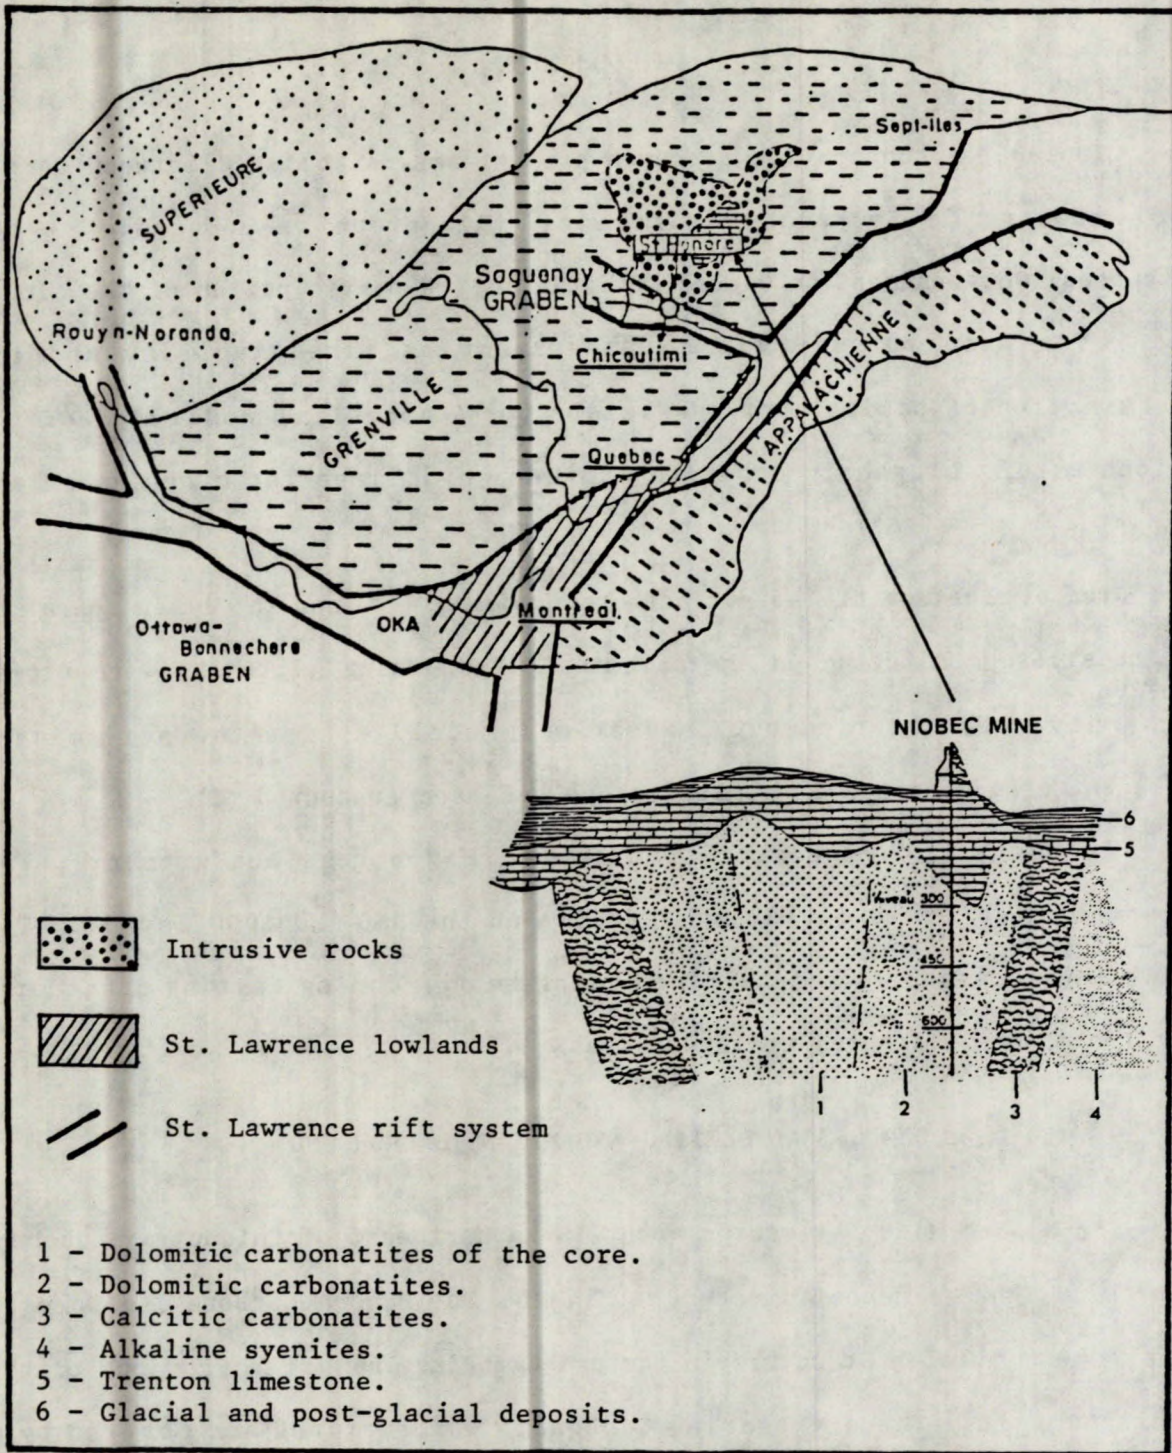 Sept-Iles
SUPERIEURE
St Honore
Saguenay
GRABEN
Rouyn-Noranda
Chicoutimi
APPALACHIENNE
GRENVILLE
Quebec
Montreal
OKA
Ottawa-
Bonnechere
GRABEN
NIOBEC MINE
6
5
300
450
600
Intrusive rocks
St. Lawrence lowlands
1
2
3
4
St. Lawrence rift system
1 - Dolomitic carbonatites of the core.
2 - Dolomitic carbonatites.
3 - Calcitic carbonatites.
4 - Alkaline syenites.
5 - Trenton limestone.
6 - Glacial and post-glacial deposits.